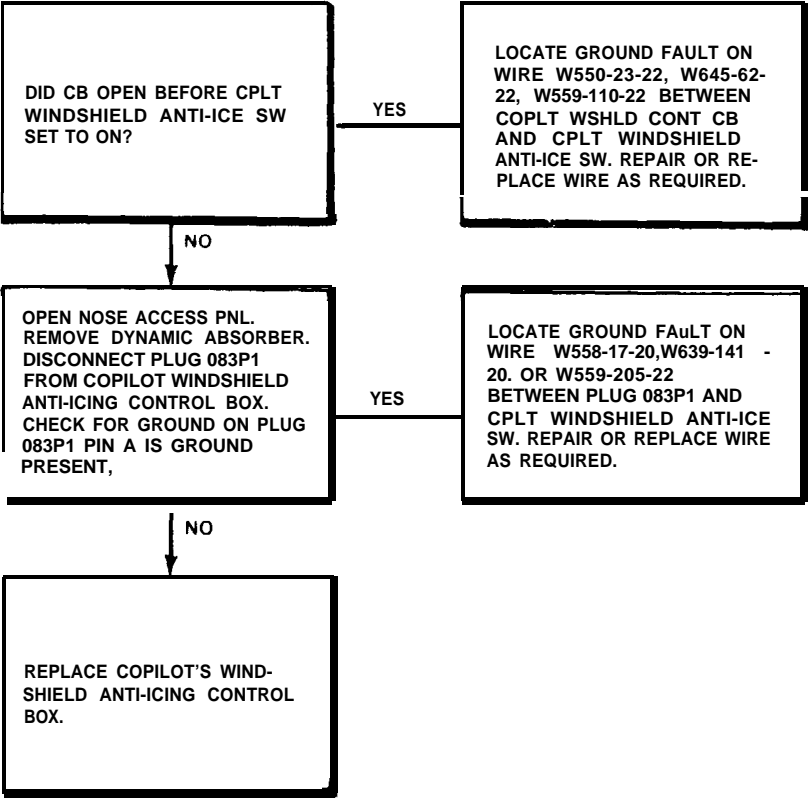 DID CB OPEN BEFORE CPLT
WINDSHIELD ANTI-ICE SW
SET TO ON?
YES
LOCATE GROUND FAULT ON
WIRE W550-23-22, W645-62-
22, W559-110-22 BETWEEN
COPLT WSHLD CONT CB
AND CPLT WINDSHIELD
ANTI-ICE SW. REPAIR OR RE-
PLACE WIRE AS REQUIRED.
NO
OPEN NOSE ACCESS PNL.
REMOVE DYNAMIC ABSORBER.
DISCONNECT PLUG 083P1
FROM COPILOT WINDSHIELD
ANTI-ICING CONTROL BOX.
CHECK FOR GROUND ON PLUG
083P1 PIN A IS GROUND
PRESENT,
YES
LOCATE GROUND FAuLT ON
WIRE W558-17-20,W639-141 -
20. OR W559-205-22
BETWEEN PLUG 083P1 AND
CPLT WINDSHIELD ANTI-ICE
SW. REPAIR OR REPLACE WIRE
AS REQUIRED.
NO
REPLACE COPILOT'S WIND-
SHIELD ANTI-ICING CONTROL
BOX.